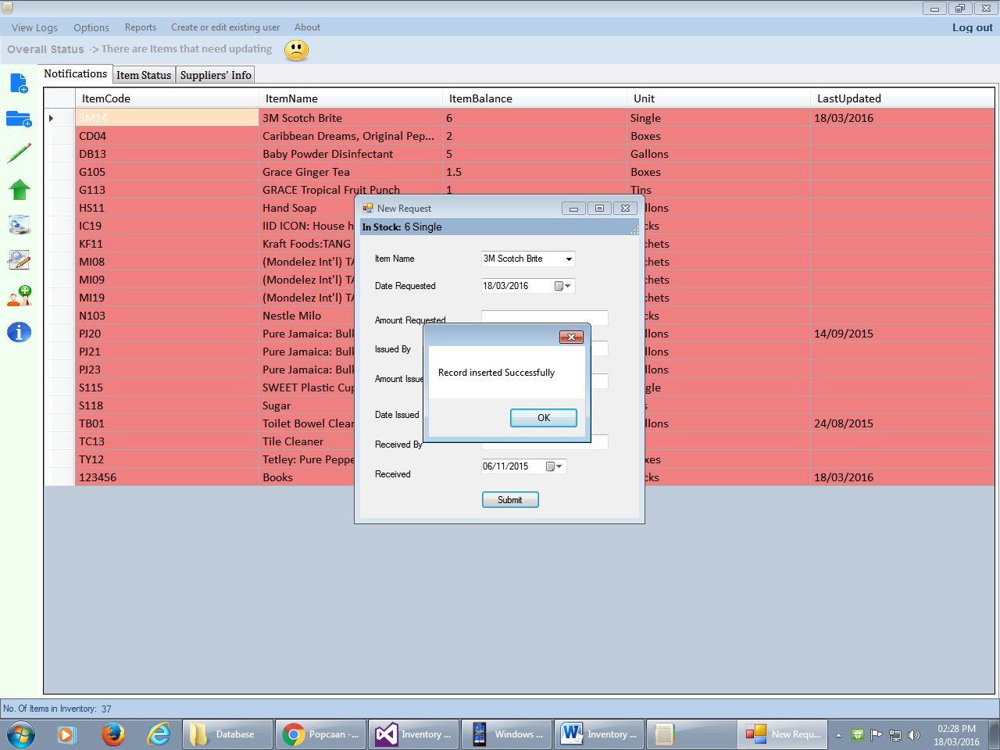 View Logs Options Reports Create or edit existing user About Log out
Overall Status -> There are Items that need updating
Notifications Item Status Suppliers' Info
ItemCode ItemName ItemBalance Unit LastUpdated
3M14 3M Scotch Brite 6 Single 18/03/2016
CD04 Caribbean Dreams, Original Pep... 2 Boxes
DB13 Baby Powder Disinfectant 5 Gallons
G105 Grace Ginger Tea 1.5 Boxes
G113 GRACE Tropical Fruit Punch 1 Tins
HS11 Hand Soap llons
IC19 IID ICON: House h cks
KF11 Kraft Foods:TANG chets
MI08 (Mondelez Int'l) TA chets
MI09 (Mondelez Int'l) TA chets
MI19 (Mondelez Int'l) TA chets
N103 Nestle Milo cks
PJ20 Pure Jamaica: Bulk llons 14/09/2015
PJ21 Pure Jamaica: Bulk llons
PJ23 Pure Jamaica: Bulk llons
S115 SWEET Plastic Cup gle
S118 Sugar s
TB01 Toilet Bowel Clean llons 24/08/2015
TC13 Tile Cleaner
TY12 Tetley: Pure Peppe xes
123456 Books cks 18/03/2016
New Request
In Stock: 6 Single
Item Name 3M Scotch Brite
Date Requested 18/03/2016
Amount Requested
Issued By
Amount Issue
Date Issued
Received By
Received 06/11/2015
Submit
Record inserted Successfully
OK
No. Of Items in Inventory: 37
Database Popcaan -... Inventory ... Windows ... Inventory ... New Requ... 02:28 PM
18/03/2016